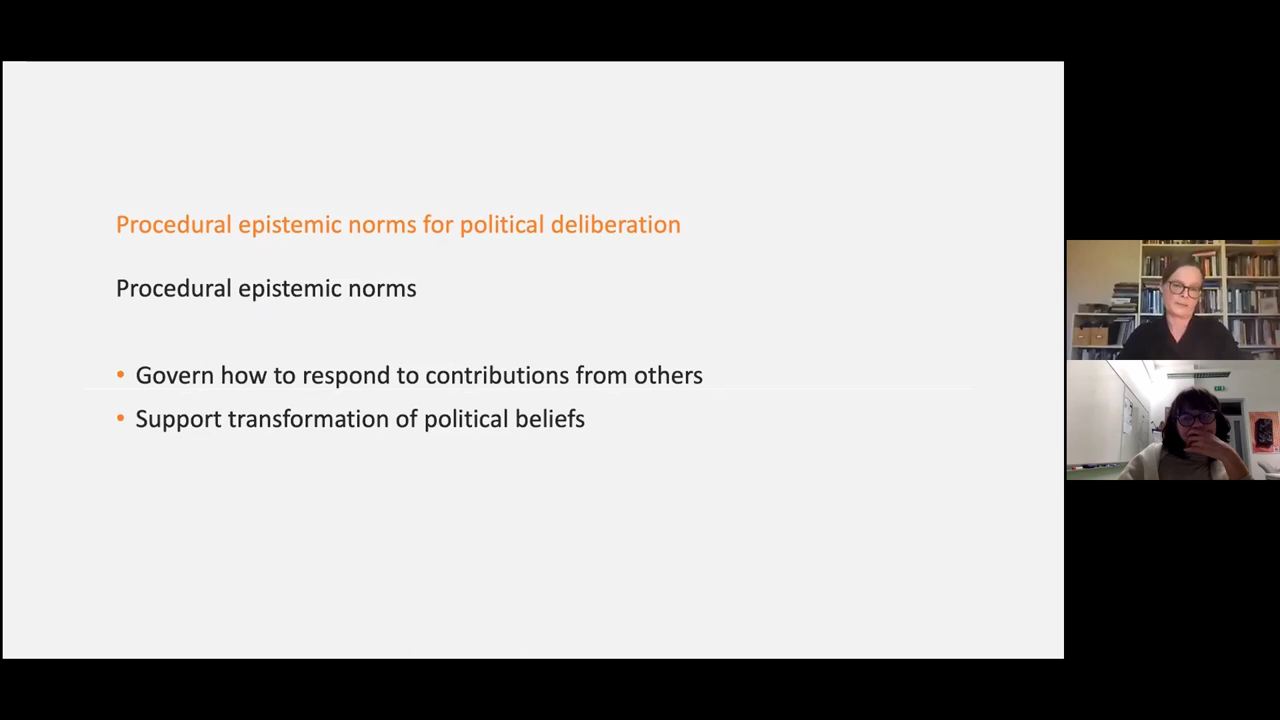 Procedural epistemic norms for political deliberation
Procedural epistemic norms
• Govern how to respond to contributions from others
• Support transformation of political beliefs